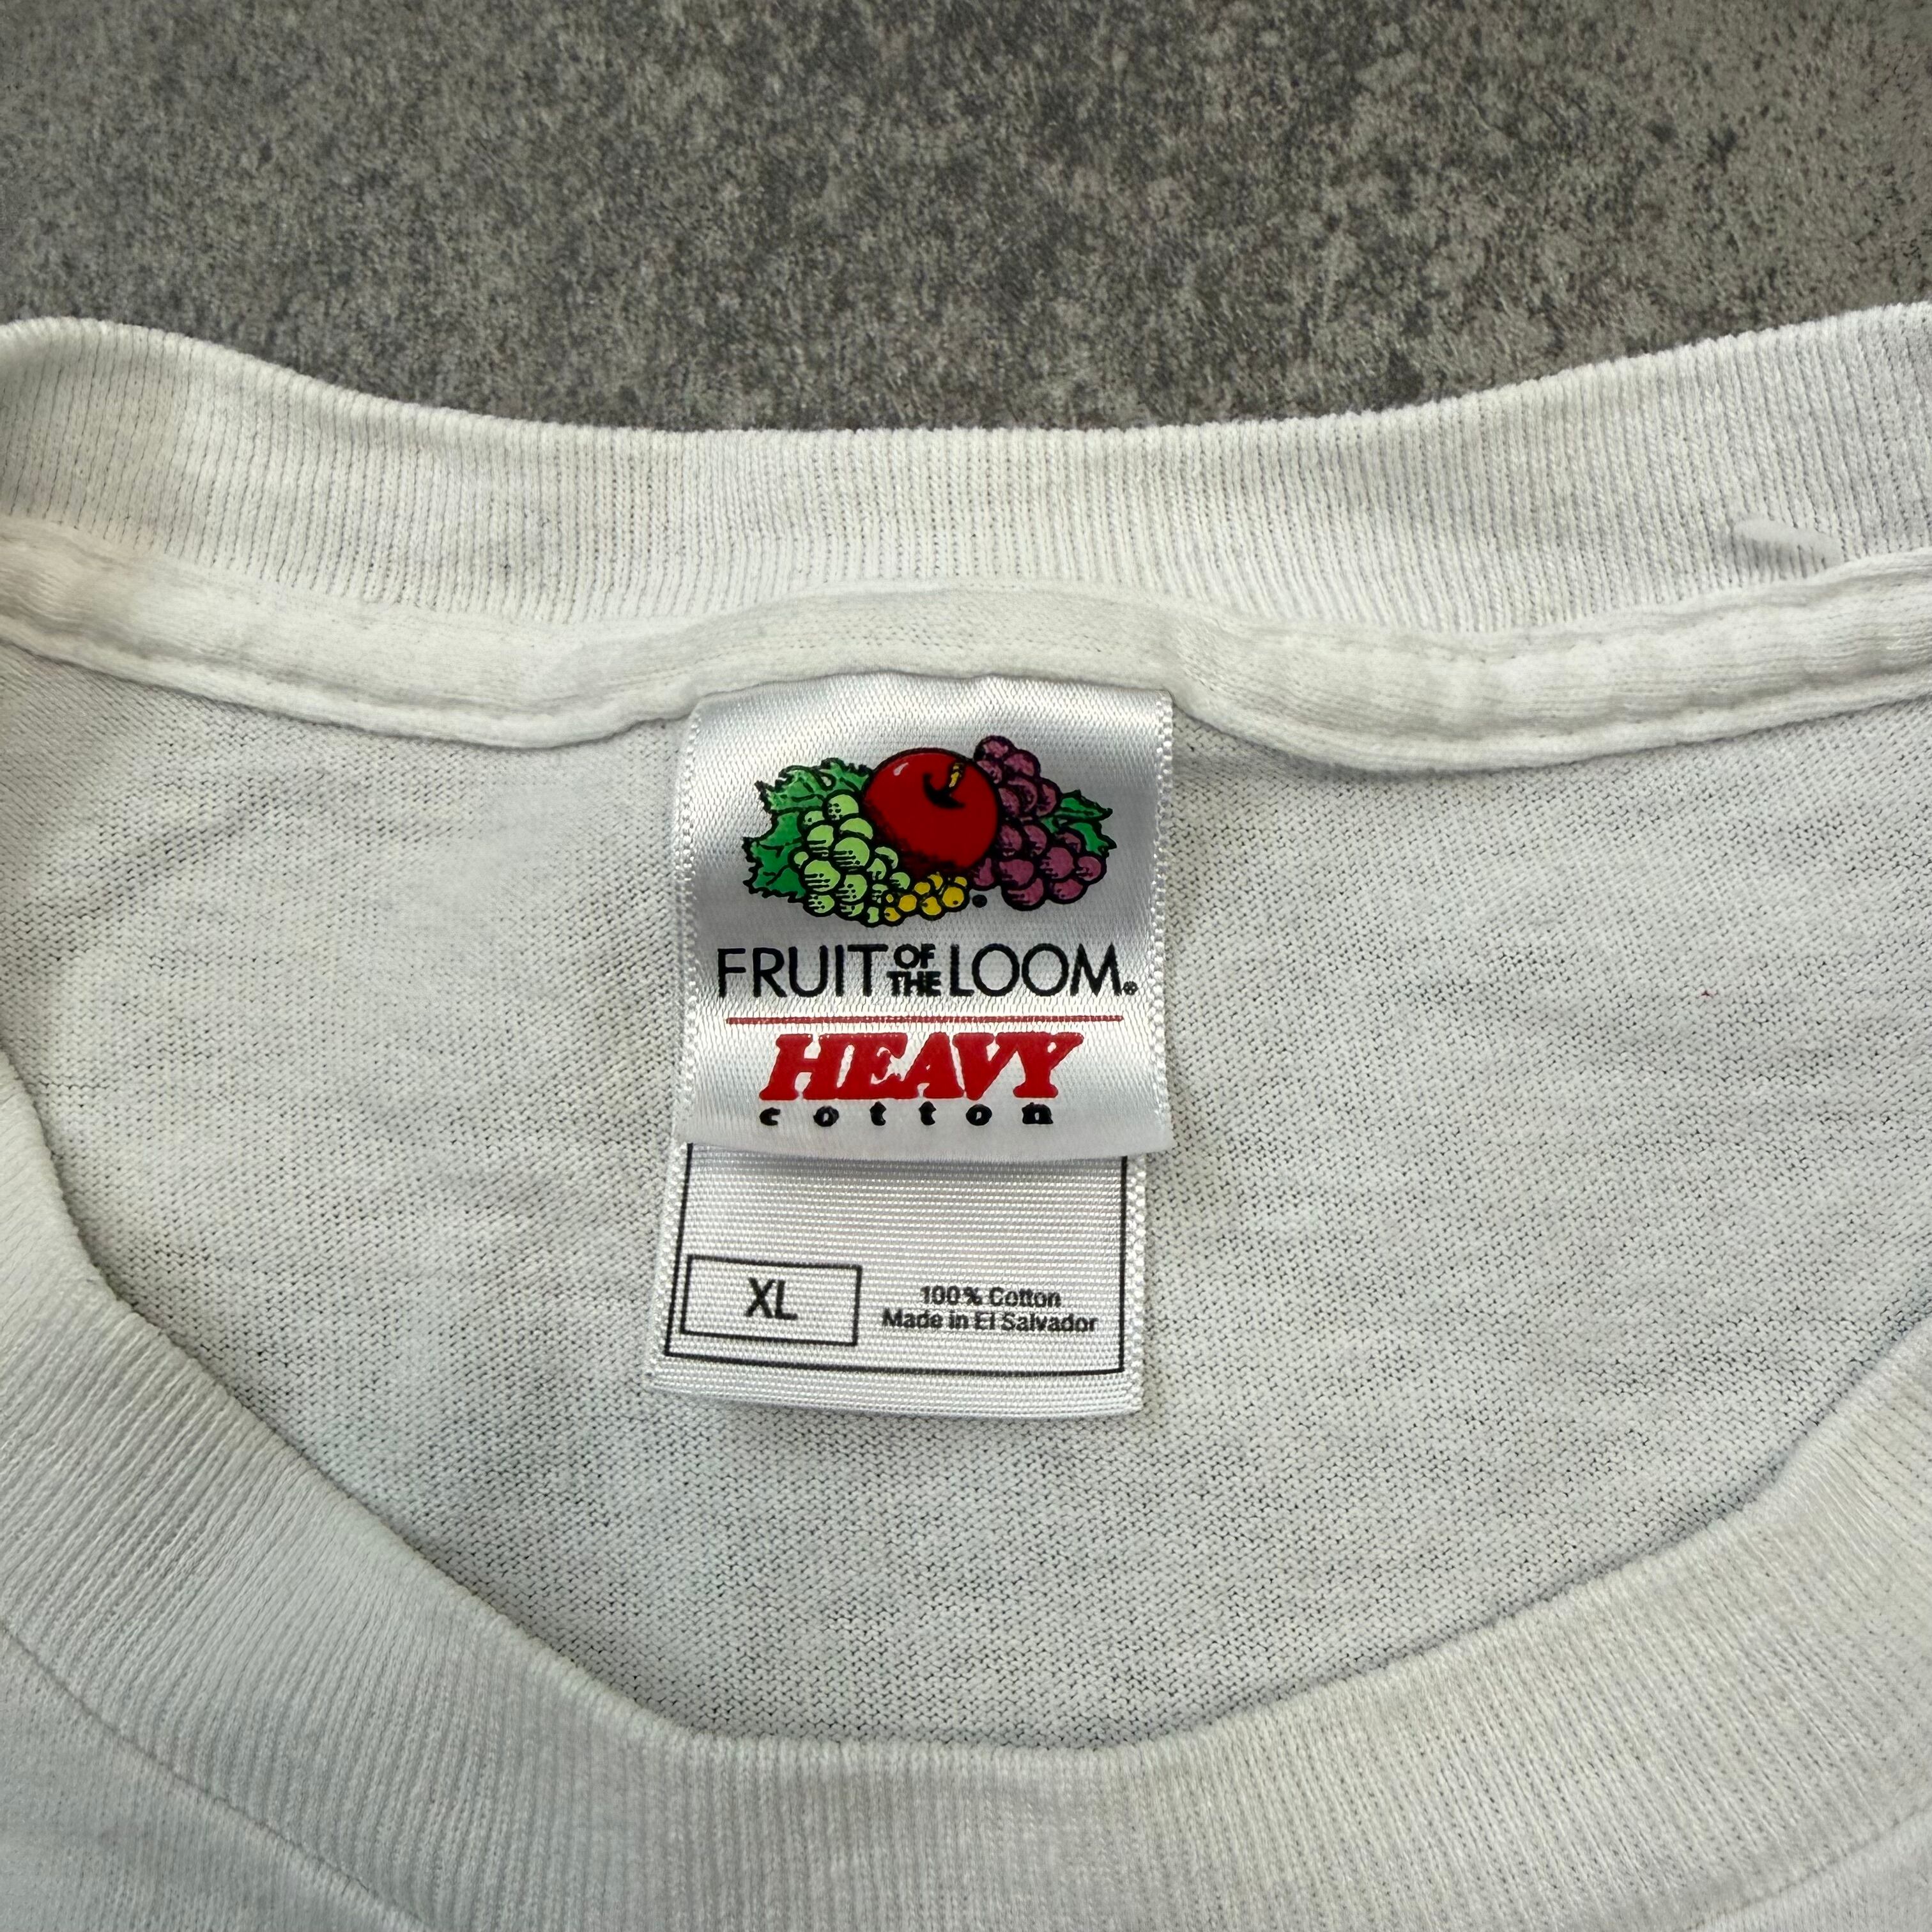 FRUIT OF THE LOOM®
HEAVY
cotton
XL
100% Cotton
Made in El Salvador